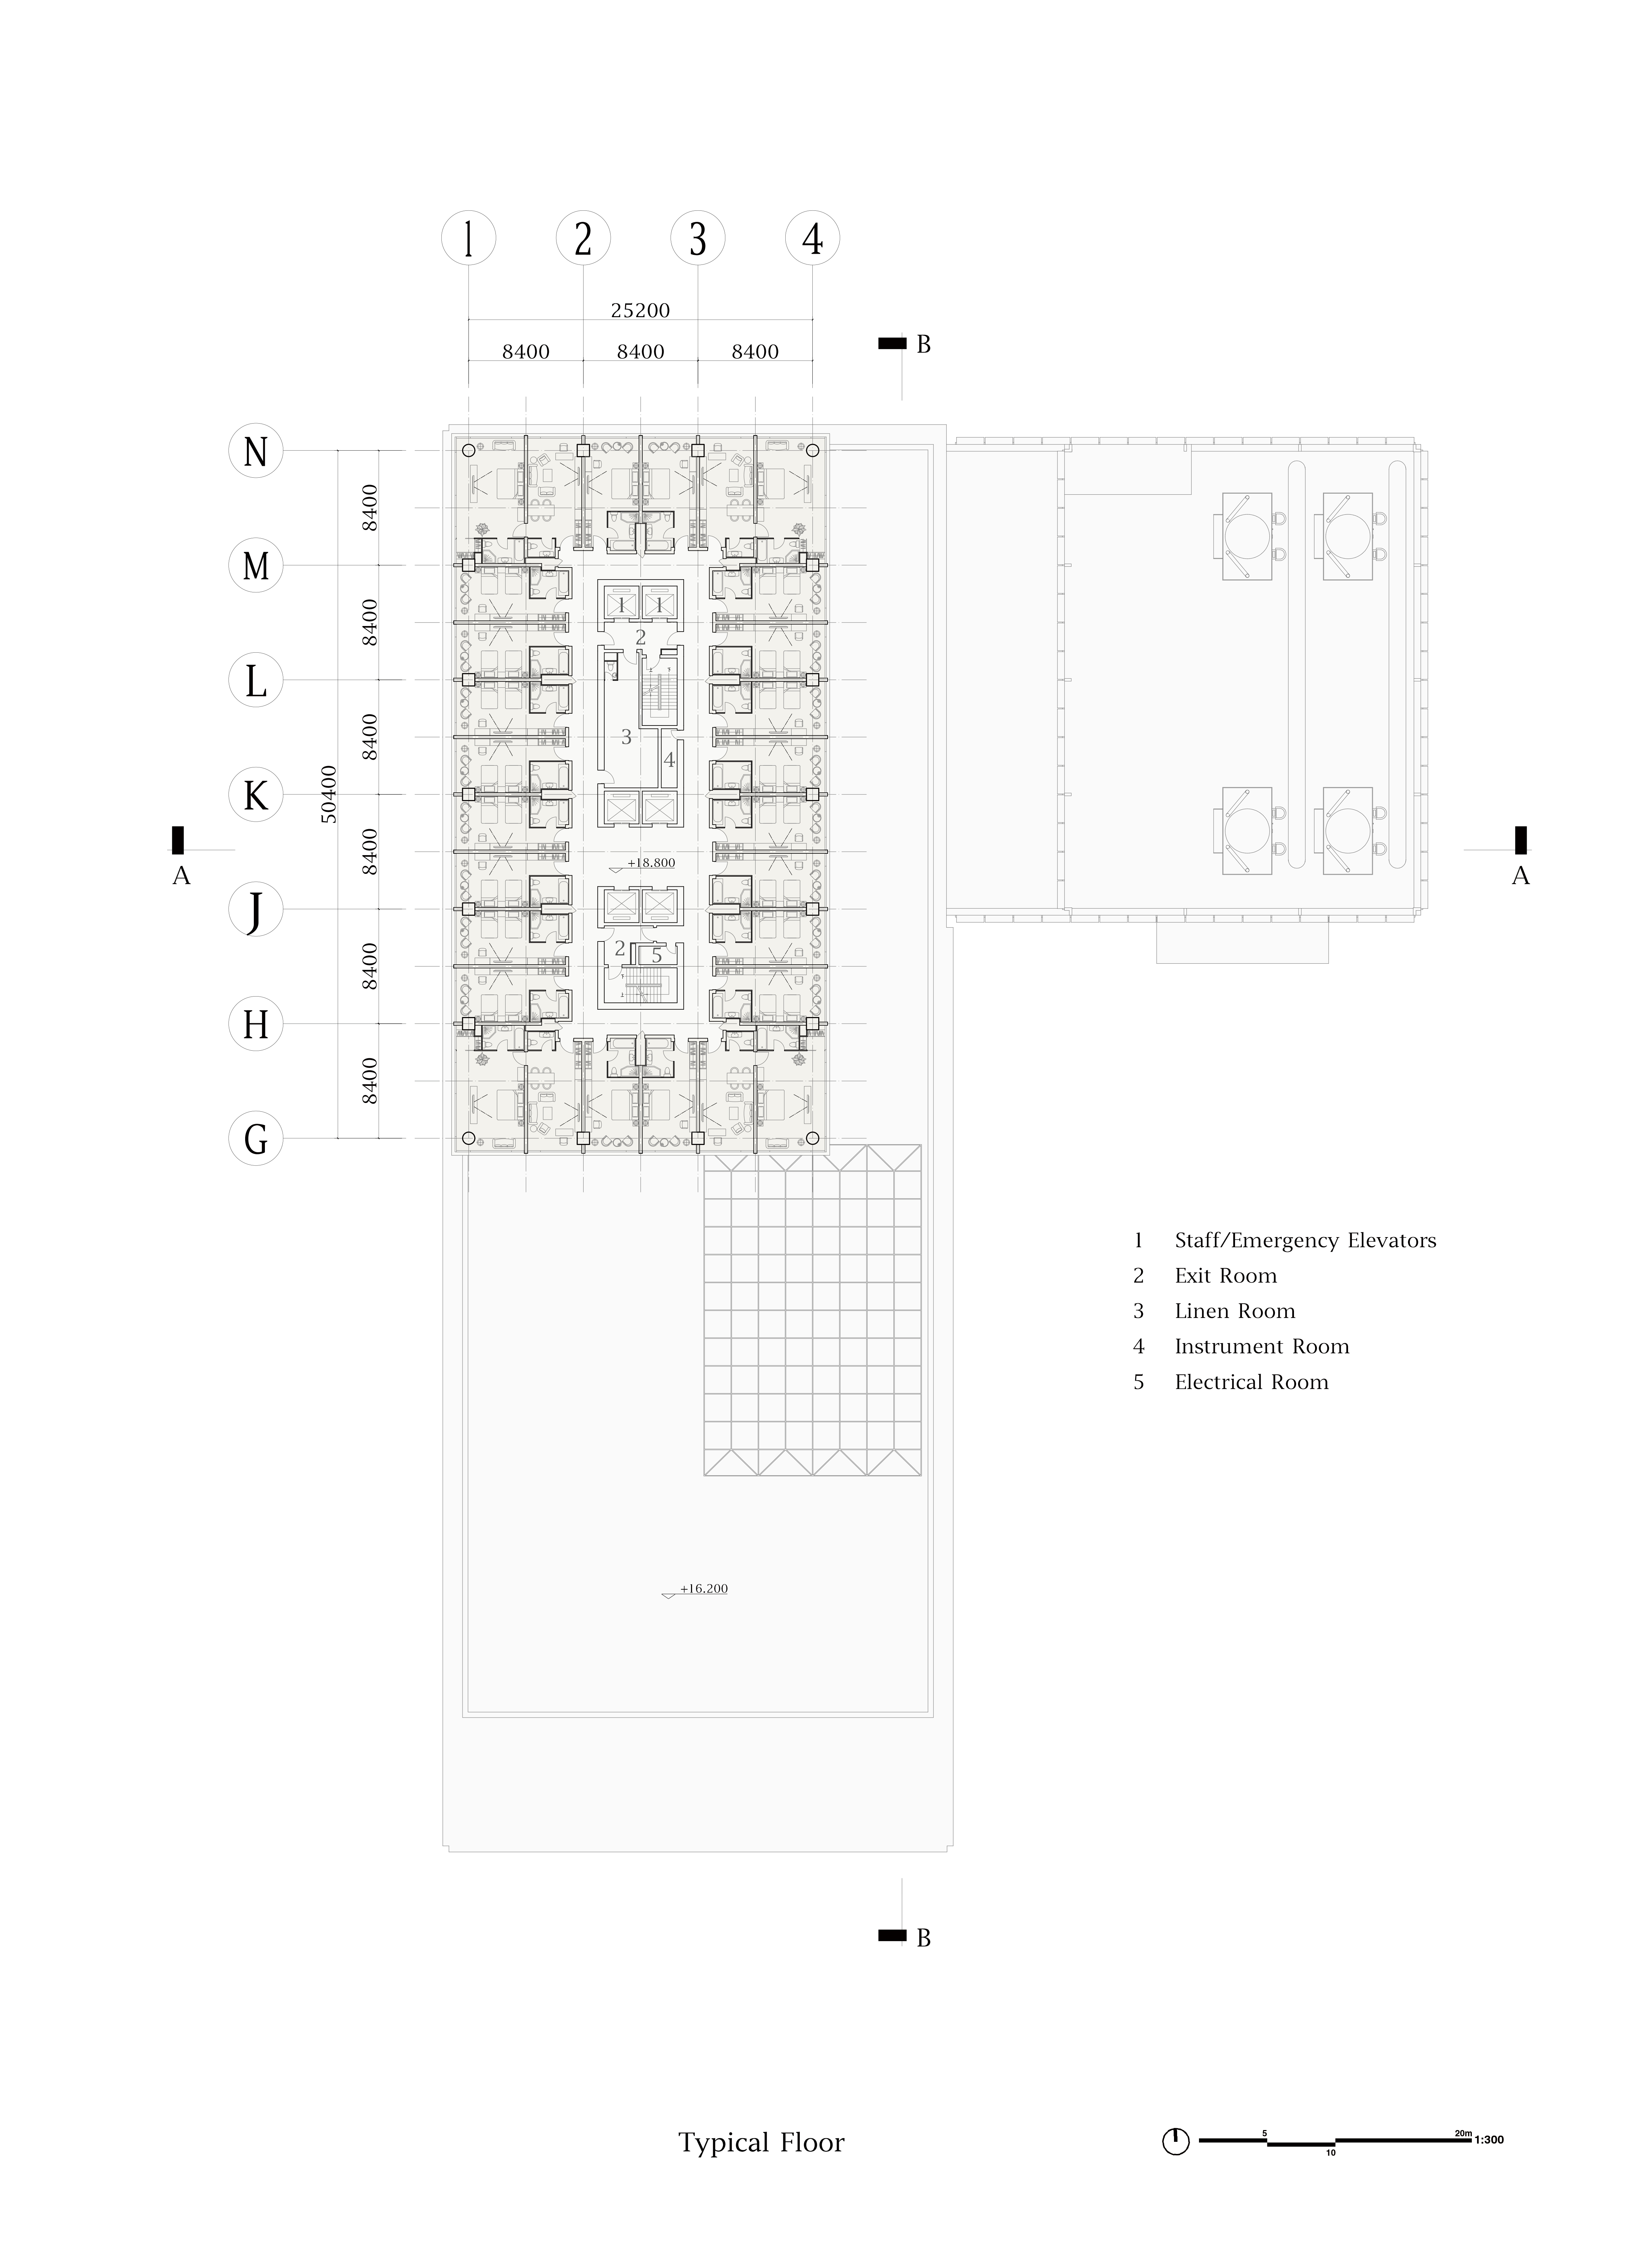 1 2 3 4
25200
8400 8400 8400
B
N
M
L
K
J
H
G
8400
8400
8400
8400
8400
8400
50400
1 1
2
3
4
+18.800
2
5
A
A
1 Staff/Emergency Elevators
2 Exit Room
3 Linen Room
4 Instrument Room
5 Electrical Room
+16.200
B
Typical Floor
5 10 20m 1:300